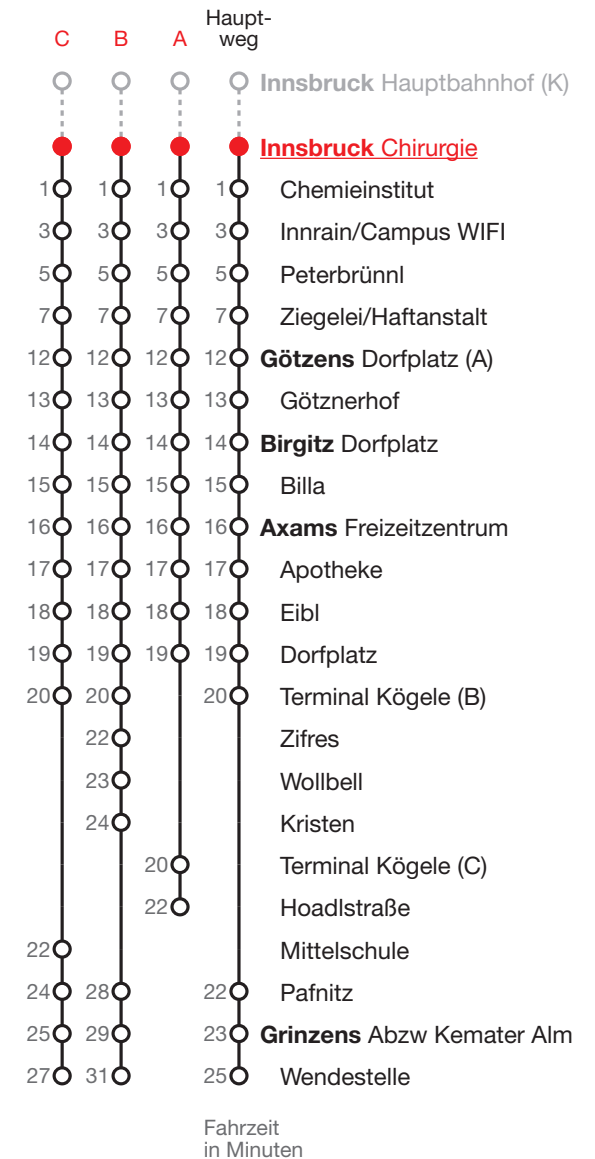 Haupt-
C B A weg
Innsbruck Hauptbahnhof (K)
Innsbruck Chirurgie
1 1 1 1 Chemieinstitut
3 3 3 3 Innrain/Campus WIFI
5 5 5 5 Peterbrünnl
7 7 7 7 Ziegelei/Haftanstalt
12 12 12 12 Götzens Dorfplatz (A)
13 13 13 13 Götznerhof
14 14 14 14 Birgitz Dorfplatz
15 15 15 15 Billa
16 16 16 16 Axams Freizeitzentrum
17 17 17 17 Apotheke
18 18 18 18 Eibl
19 19 19 19 Dorfplatz
20 20 20 Terminal Kögele (B)
22 Zifres
23 Wollbell
24 Kristen
20 Terminal Kögele (C)
22 Hoadlstraße
22 Mittelschule
24 28 22 Pafnitz
25 29 23 Grinzens Abzw Kemater Alm
27 31 25 Wendestelle
Fahrzeit
in Minuten